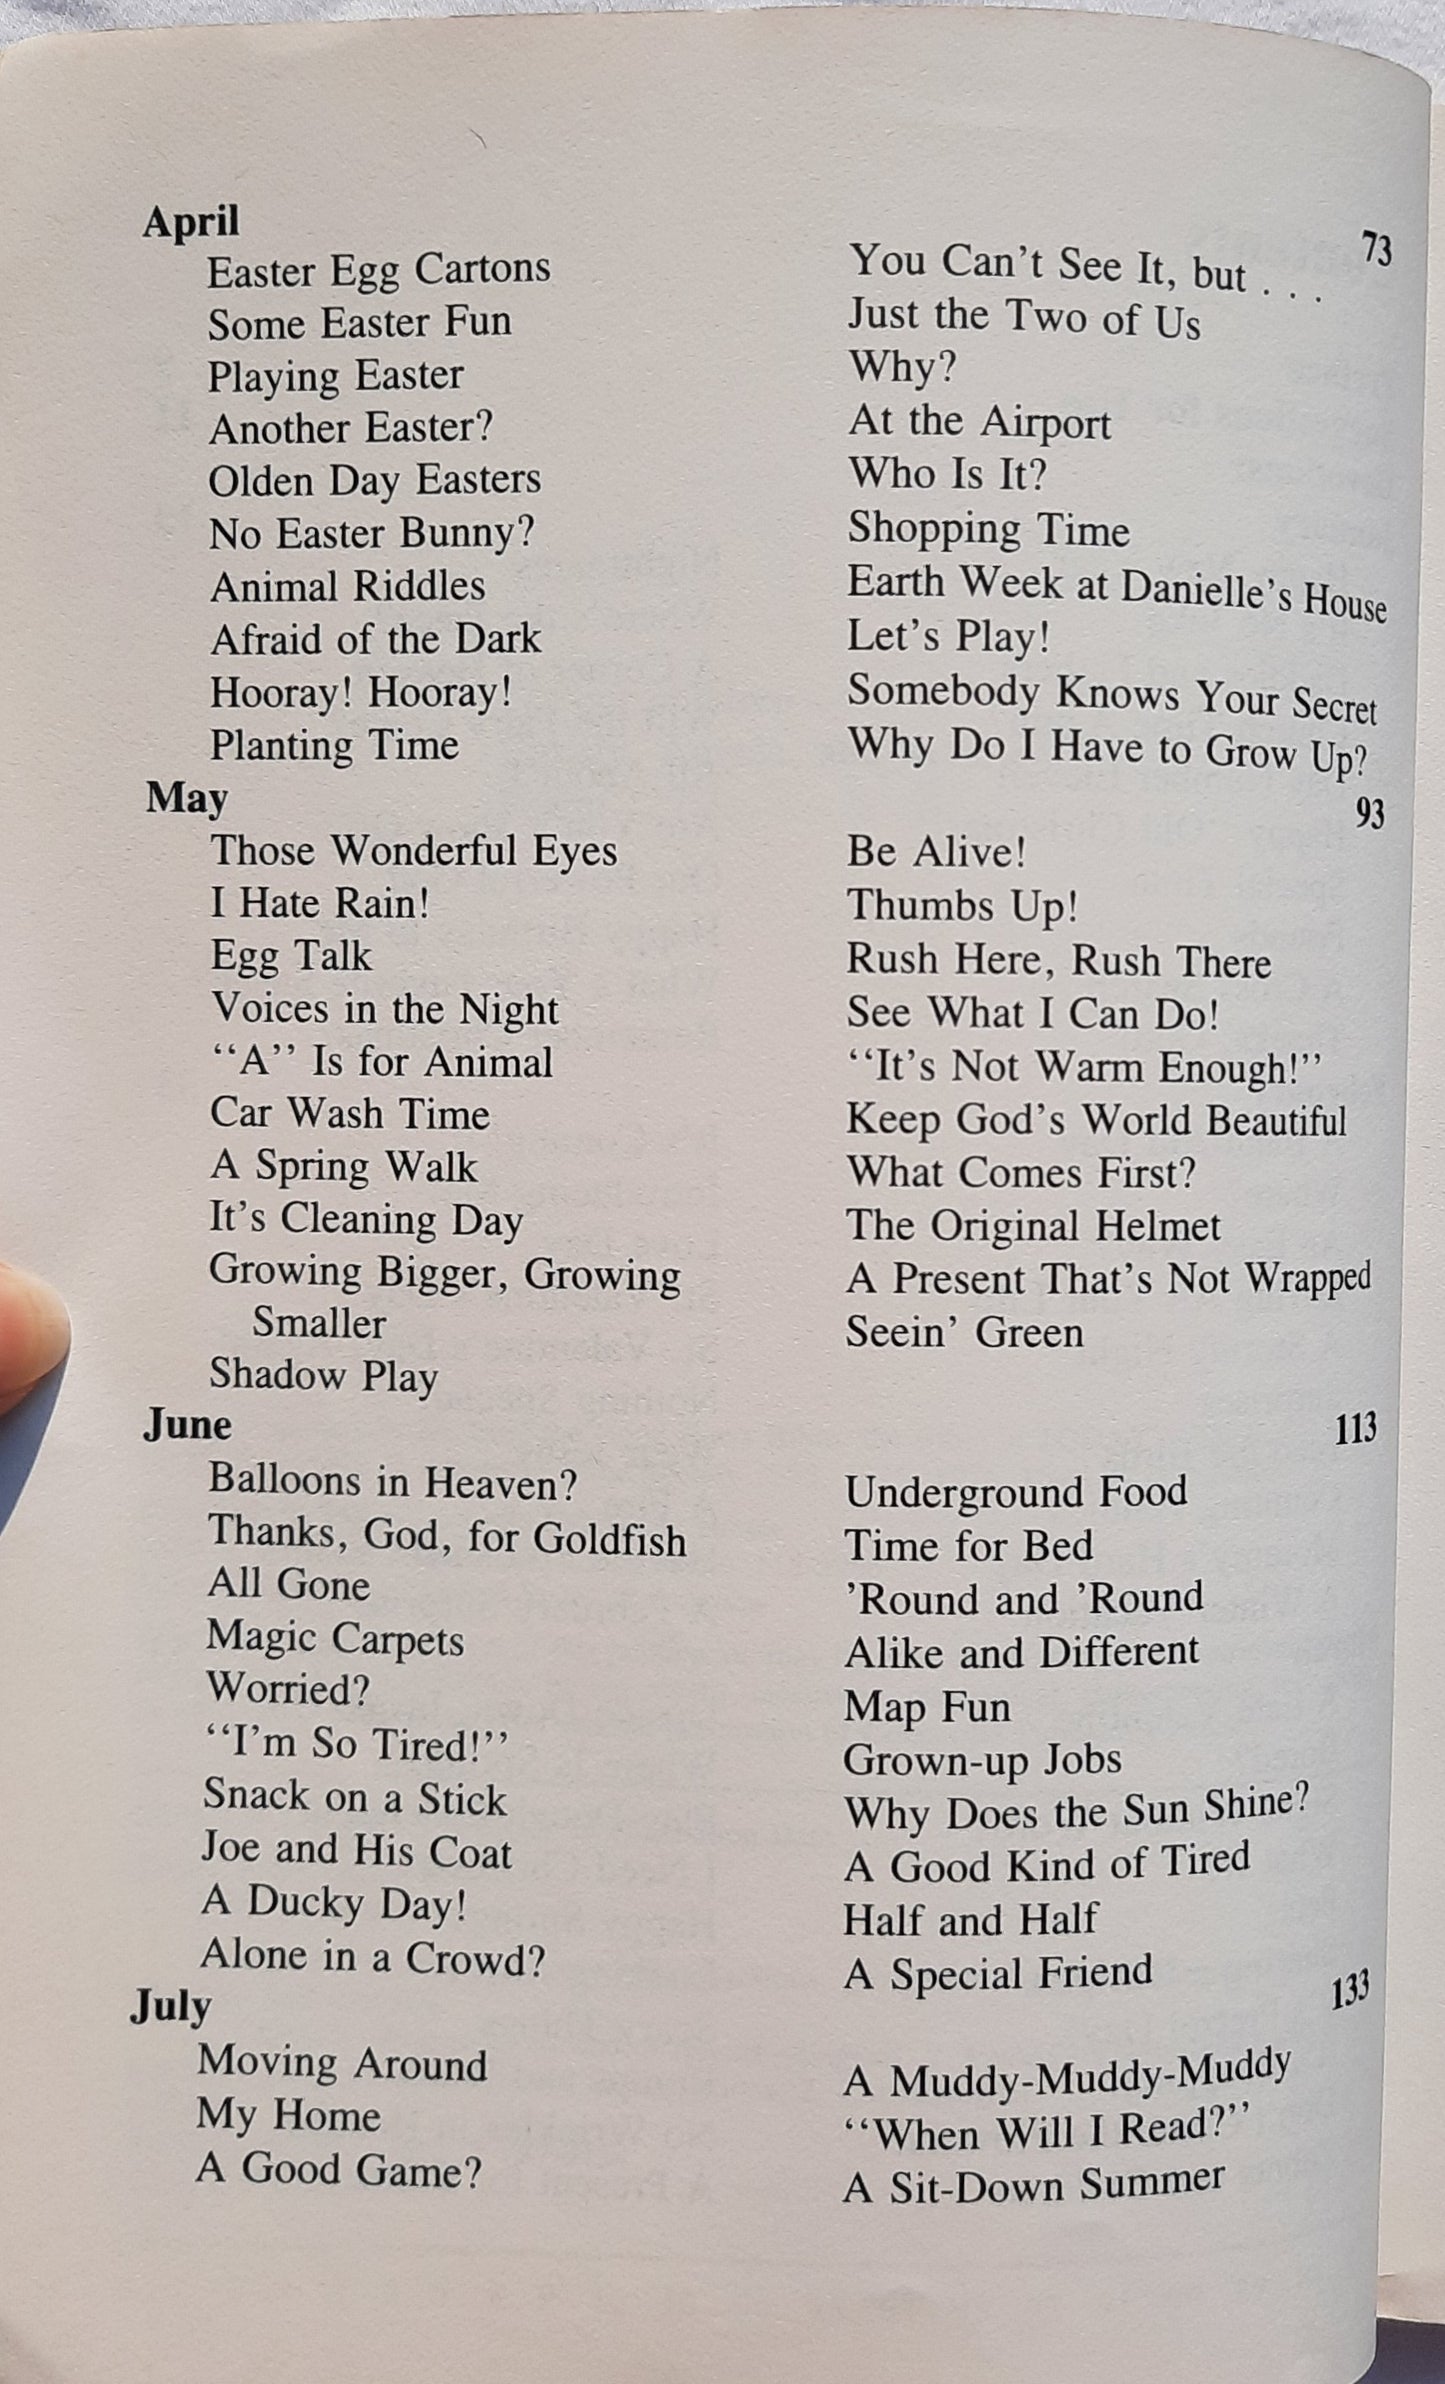 April 73
Easter Egg Cartons
Some Easter Fun
Playing Easter
Another Easter?
Olden Day Easters
No Easter Bunny?
Animal Riddles
Afraid of the Dark
Hooray! Hooray!
Planting Time
You Can't See It, but . . .
Just the Two of Us
Why?
At the Airport
Who Is It?
Shopping Time
Earth Week at Danielle's House
Let's Play!
Somebody Knows Your Secret
Why Do I Have to Grow Up?
May 93
Those Wonderful Eyes
I Hate Rain!
Egg Talk
Voices in the Night
''A'' Is for Animal
Car Wash Time
A Spring Walk
It's Cleaning Day
Growing Bigger, Growing
Smaller
Shadow Play
Be Alive!
Thumbs Up!
Rush Here, Rush There
See What I Can Do!
''It's Not Warm Enough!''
Keep God's World Beautiful
What Comes First?
The Original Helmet
A Present That's Not Wrapped
Seein' Green
June 113
Balloons in Heaven?
Thanks, God, for Goldfish
All Gone
Magic Carpets
Worried?
''I'm So Tired!''
Snack on a Stick
Joe and His Coat
A Ducky Day!
Alone in a Crowd?
Underground Food
Time for Bed
'Round and 'Round
Alike and Different
Map Fun
Grown-up Jobs
Why Does the Sun Shine?
A Good Kind of Tired
Half and Half
A Special Friend
July 133
Moving Around
My Home
A Good Game?
A Muddy-Muddy-Muddy
''When Will I Read?''
A Sit-Down Summer